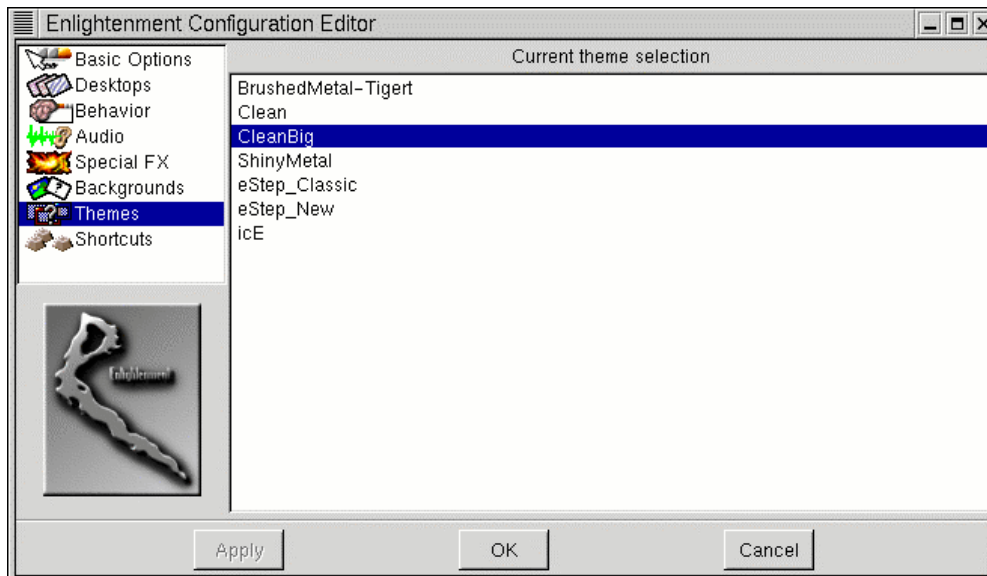 Enlightenment Configuration Editor
Basic Options
Desktops
Behavior
Audio
Special FX
Backgrounds
Themes
Shortcuts
Enlightenment
Current theme selection
BrushedMetal-Tigert
Clean
CleanBig
ShinyMetal
eStep_Classic
eStep_New
icE
Apply
OK
Cancel